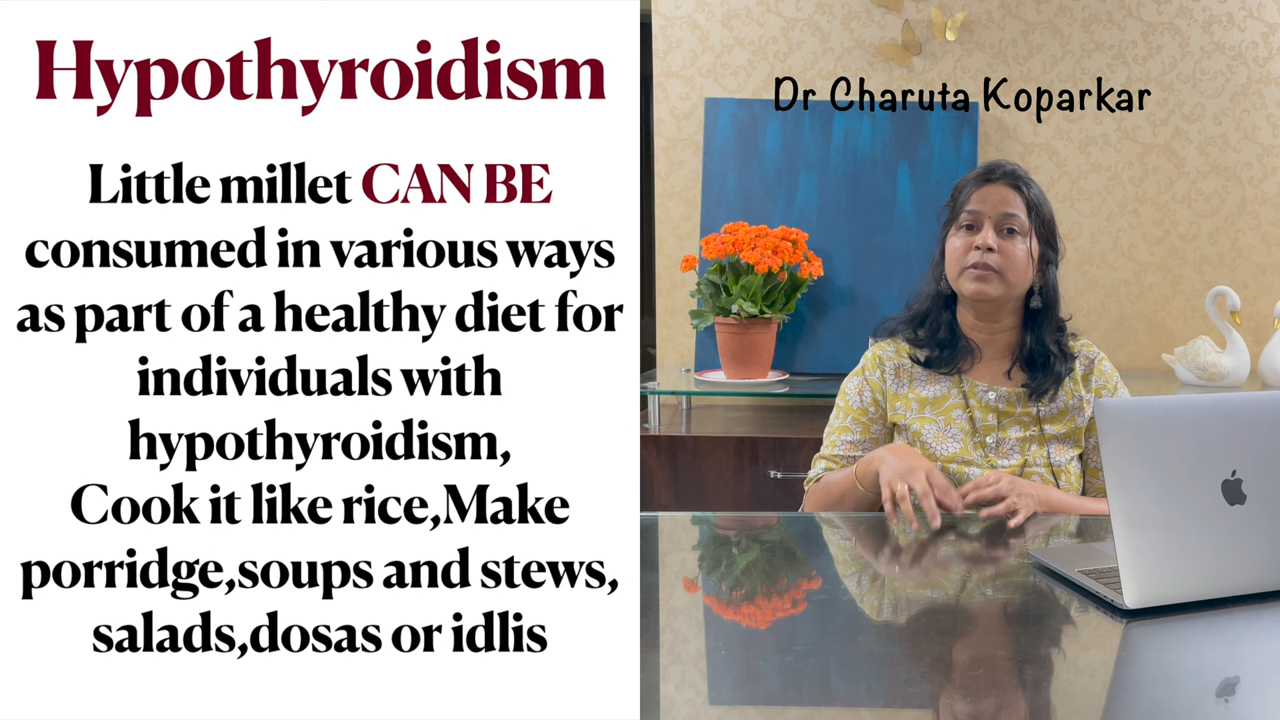 Hypothyroidism
Little millet CAN BE
consumed in various ways
as part of a healthy diet for
individuals with
hypothyroidism,
Cook it like rice,Make
porridge,soups and stews,
salads,dosas or idlis
Dr Charuta Koparkar